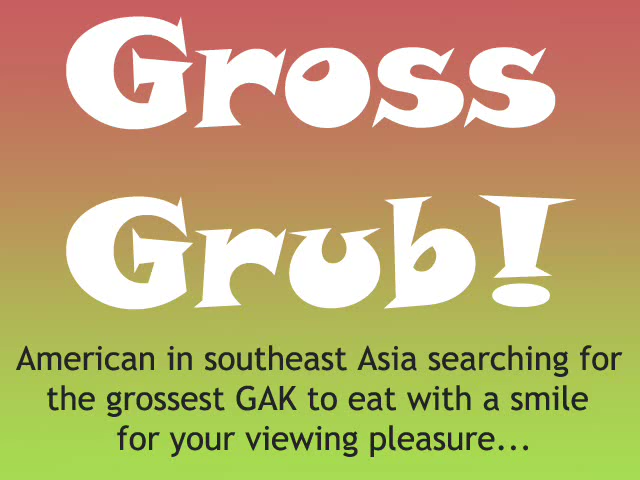 Gross
Grub!
American in southeast Asia searching for
the grossest GAK to eat with a smile
for your viewing pleasure...